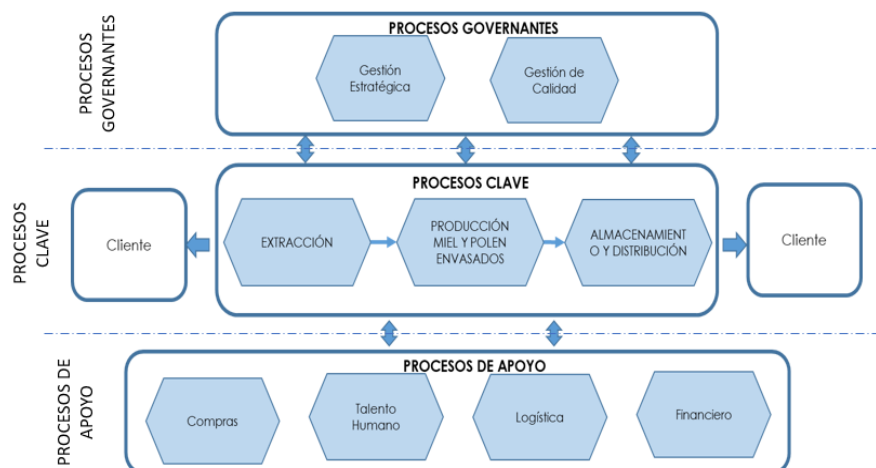 PROCESOS
GOVERNANTES
PROCESOS GOVERNANTES
Gestión
Estratégica
Gestión de
Calidad
PROCESOS
CLAVE
PROCESOS CLAVE
Cliente
EXTRACCIÓN
PRODUCCIÓN
MIEL Y POLEN
ENVASADOS
ALMACENAMIENT
O Y DISTRIBUCIÓN
Cliente
PROCESOS DE
APOYO
PROCESOS DE APOYO
Compras
Talento
Humano
Logística
Financiero